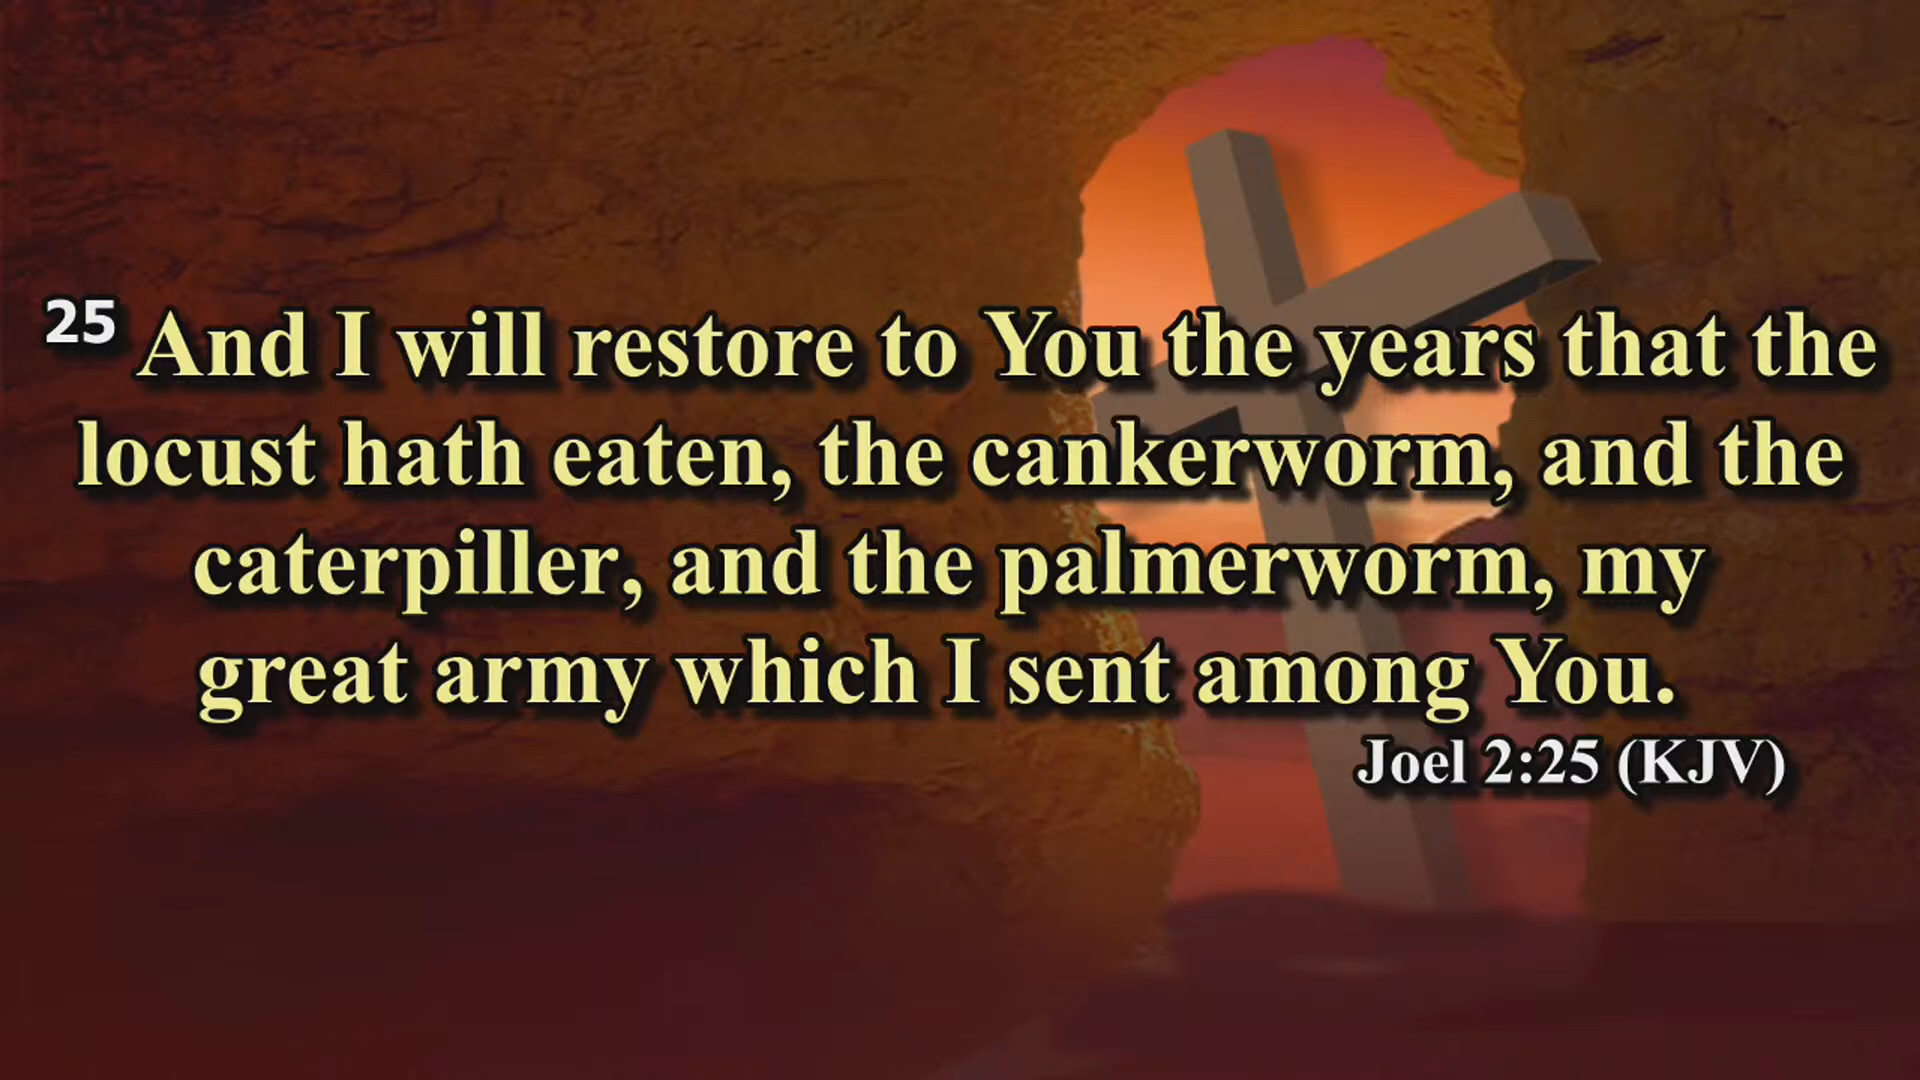 25 And I will restore to You the years that the
locust hath eaten, the cankerworm, and the
caterpiller, and the palmerworm, my
great army which I sent among You.
Joel 2:25 (KJV)